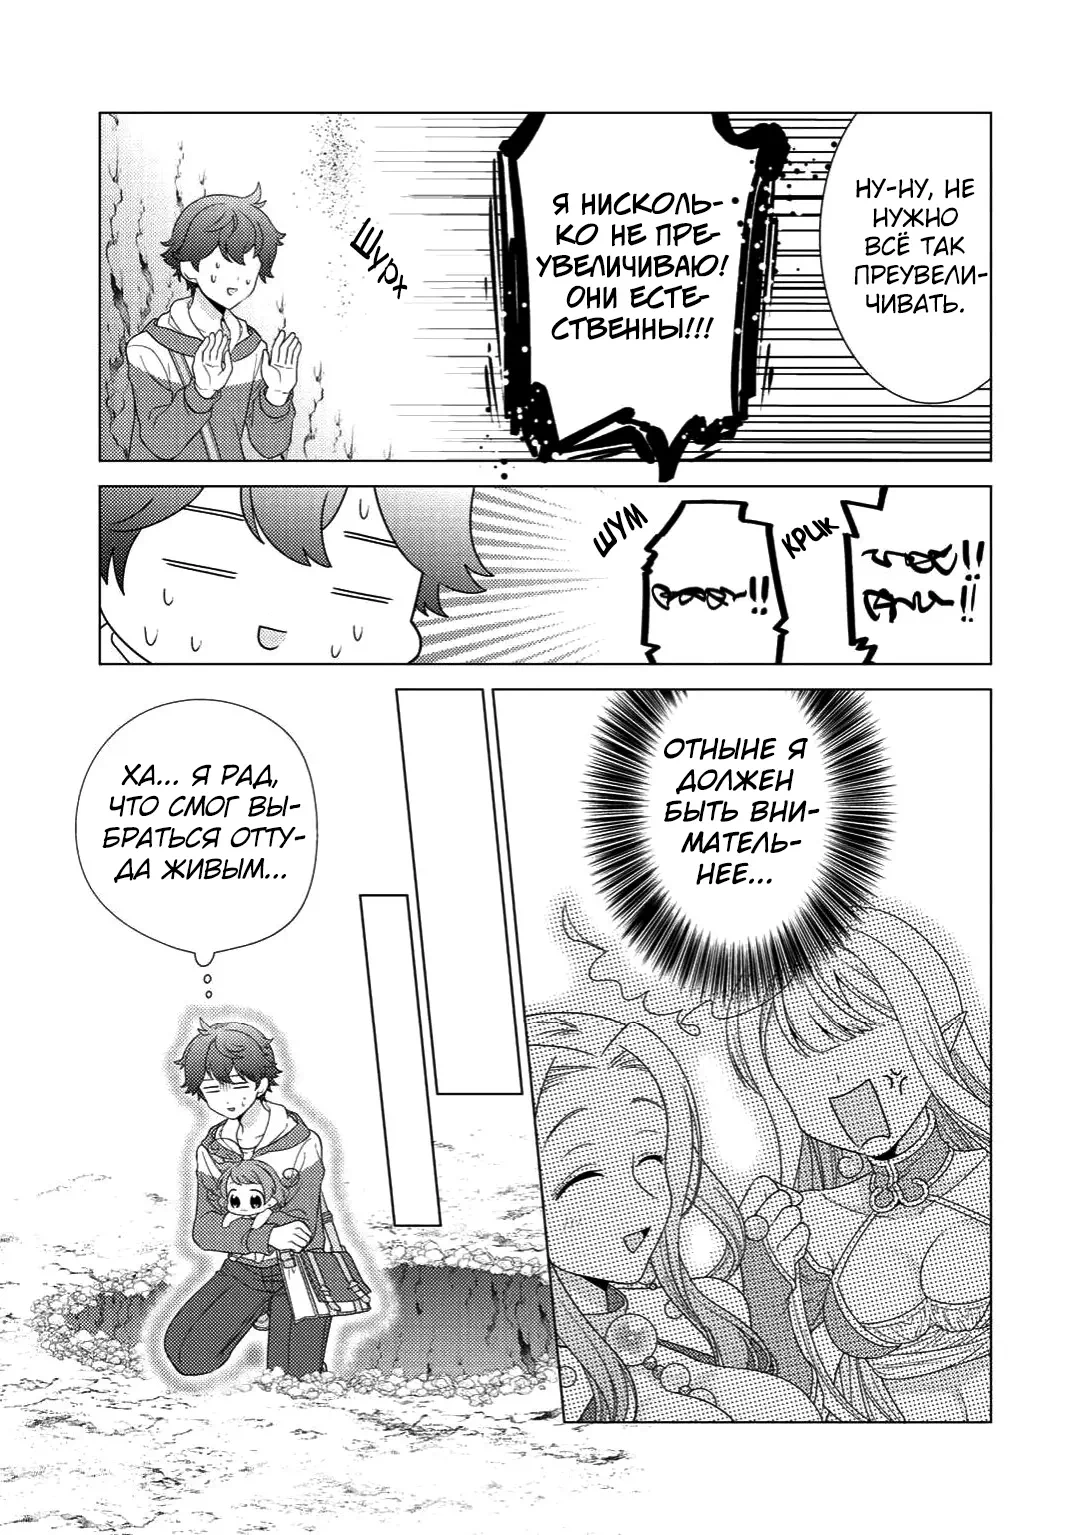 НУ-НУ, НЕ
НУЖНО
ВСЁ ТАК
ПРЕУВЕЛИ-
ЧИВАТЬ.
Я НИСКОЛЬ-
КО НЕ ПРЕ-
УВЕЛИЧИВАЮ!
ОНИ ЕСТЕ-
СТВЕННЫ!!!
Шурх
КРИК
ШУМ
ОТНЫНЕ Я
ДОЛЖЕН
БЫТЬ ВНИ-
МАТЕЛЬ-
НЕЕ...
ХА... Я РАД,
ЧТО СМОГ ВЫ-
БРАТЬСЯ ОТТУ-
ДА ЖИВЫМ...